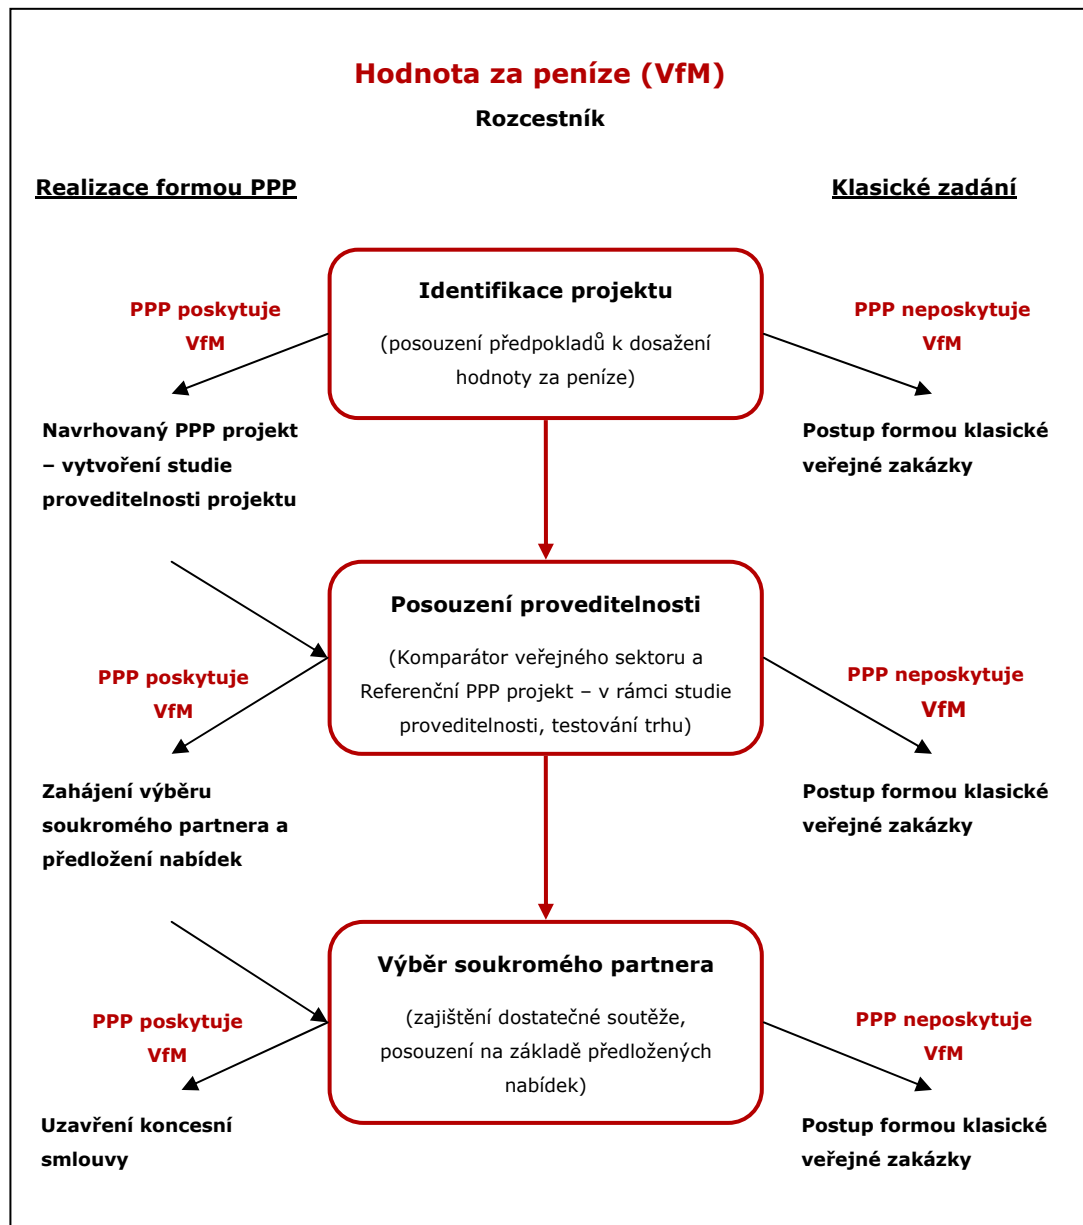 Hodnota za peníze (VfM)
Rozcestník
Realizace formou PPP
Klasické zadání
Identifikace projektu
(posouzení předpokladů k dosažení
hodnoty za peníze)
PPP poskytuje
VfM
PPP neposkytuje
VfM
Navrhovaný PPP projekt
– vytvoření studie
proveditelnosti projektu
Postup formou klasické
veřejné zakázky
Posouzení proveditelnosti
(Komparátor veřejného sektoru a
Referenční PPP projekt – v rámci studie
proveditelnosti, testování trhu)
PPP poskytuje
VfM
PPP neposkytuje
VfM
Zahájení výběru
soukromého partnera a
předložení nabídek
Postup formou klasické
veřejné zakázky
Výběr soukromého partnera
(zajištění dostatečné soutěže,
posouzení na základě předložených
nabídek)
PPP poskytuje
VfM
PPP neposkytuje
VfM
Uzavření koncesní
smlouvy
Postup formou klasické
veřejné zakázky